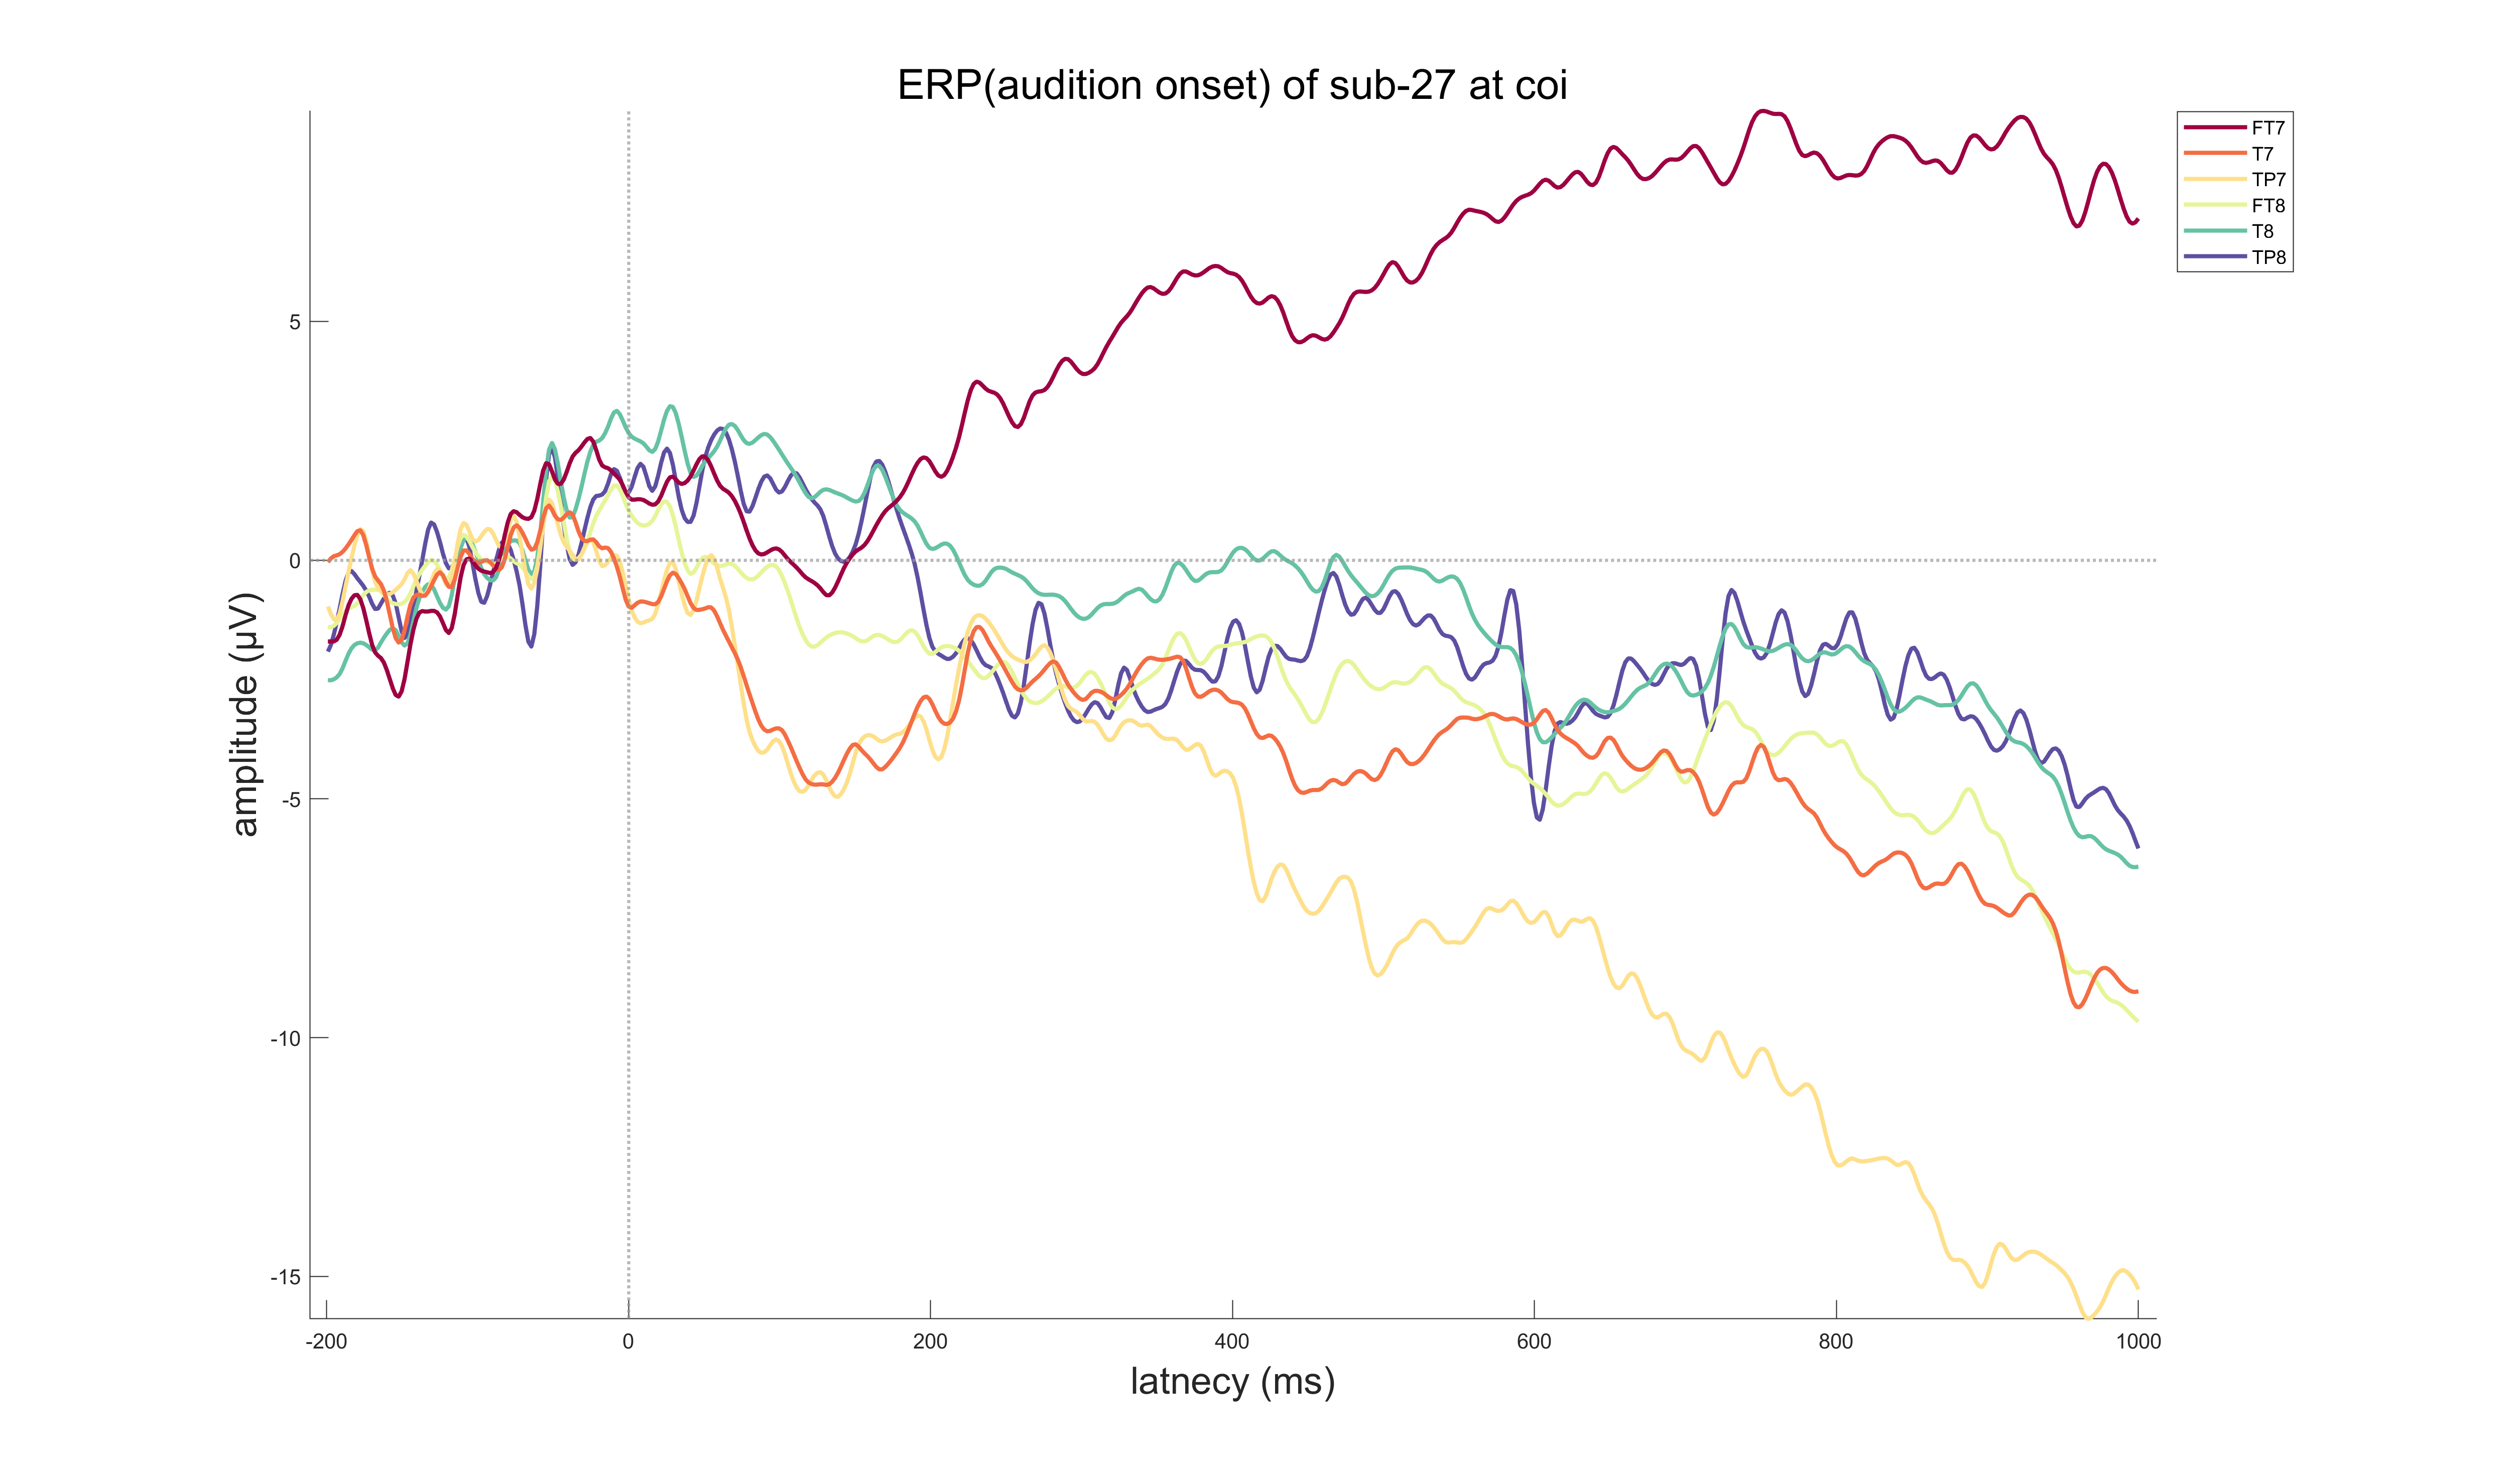 ERP(audition onset) of sub-27 at coi
FT7
T7
TP7
FT8
T8
TP8
amplitude (µV)
5
0
-5
-10
-15
-200
0
200
400
600
800
1000
latnecy (ms)